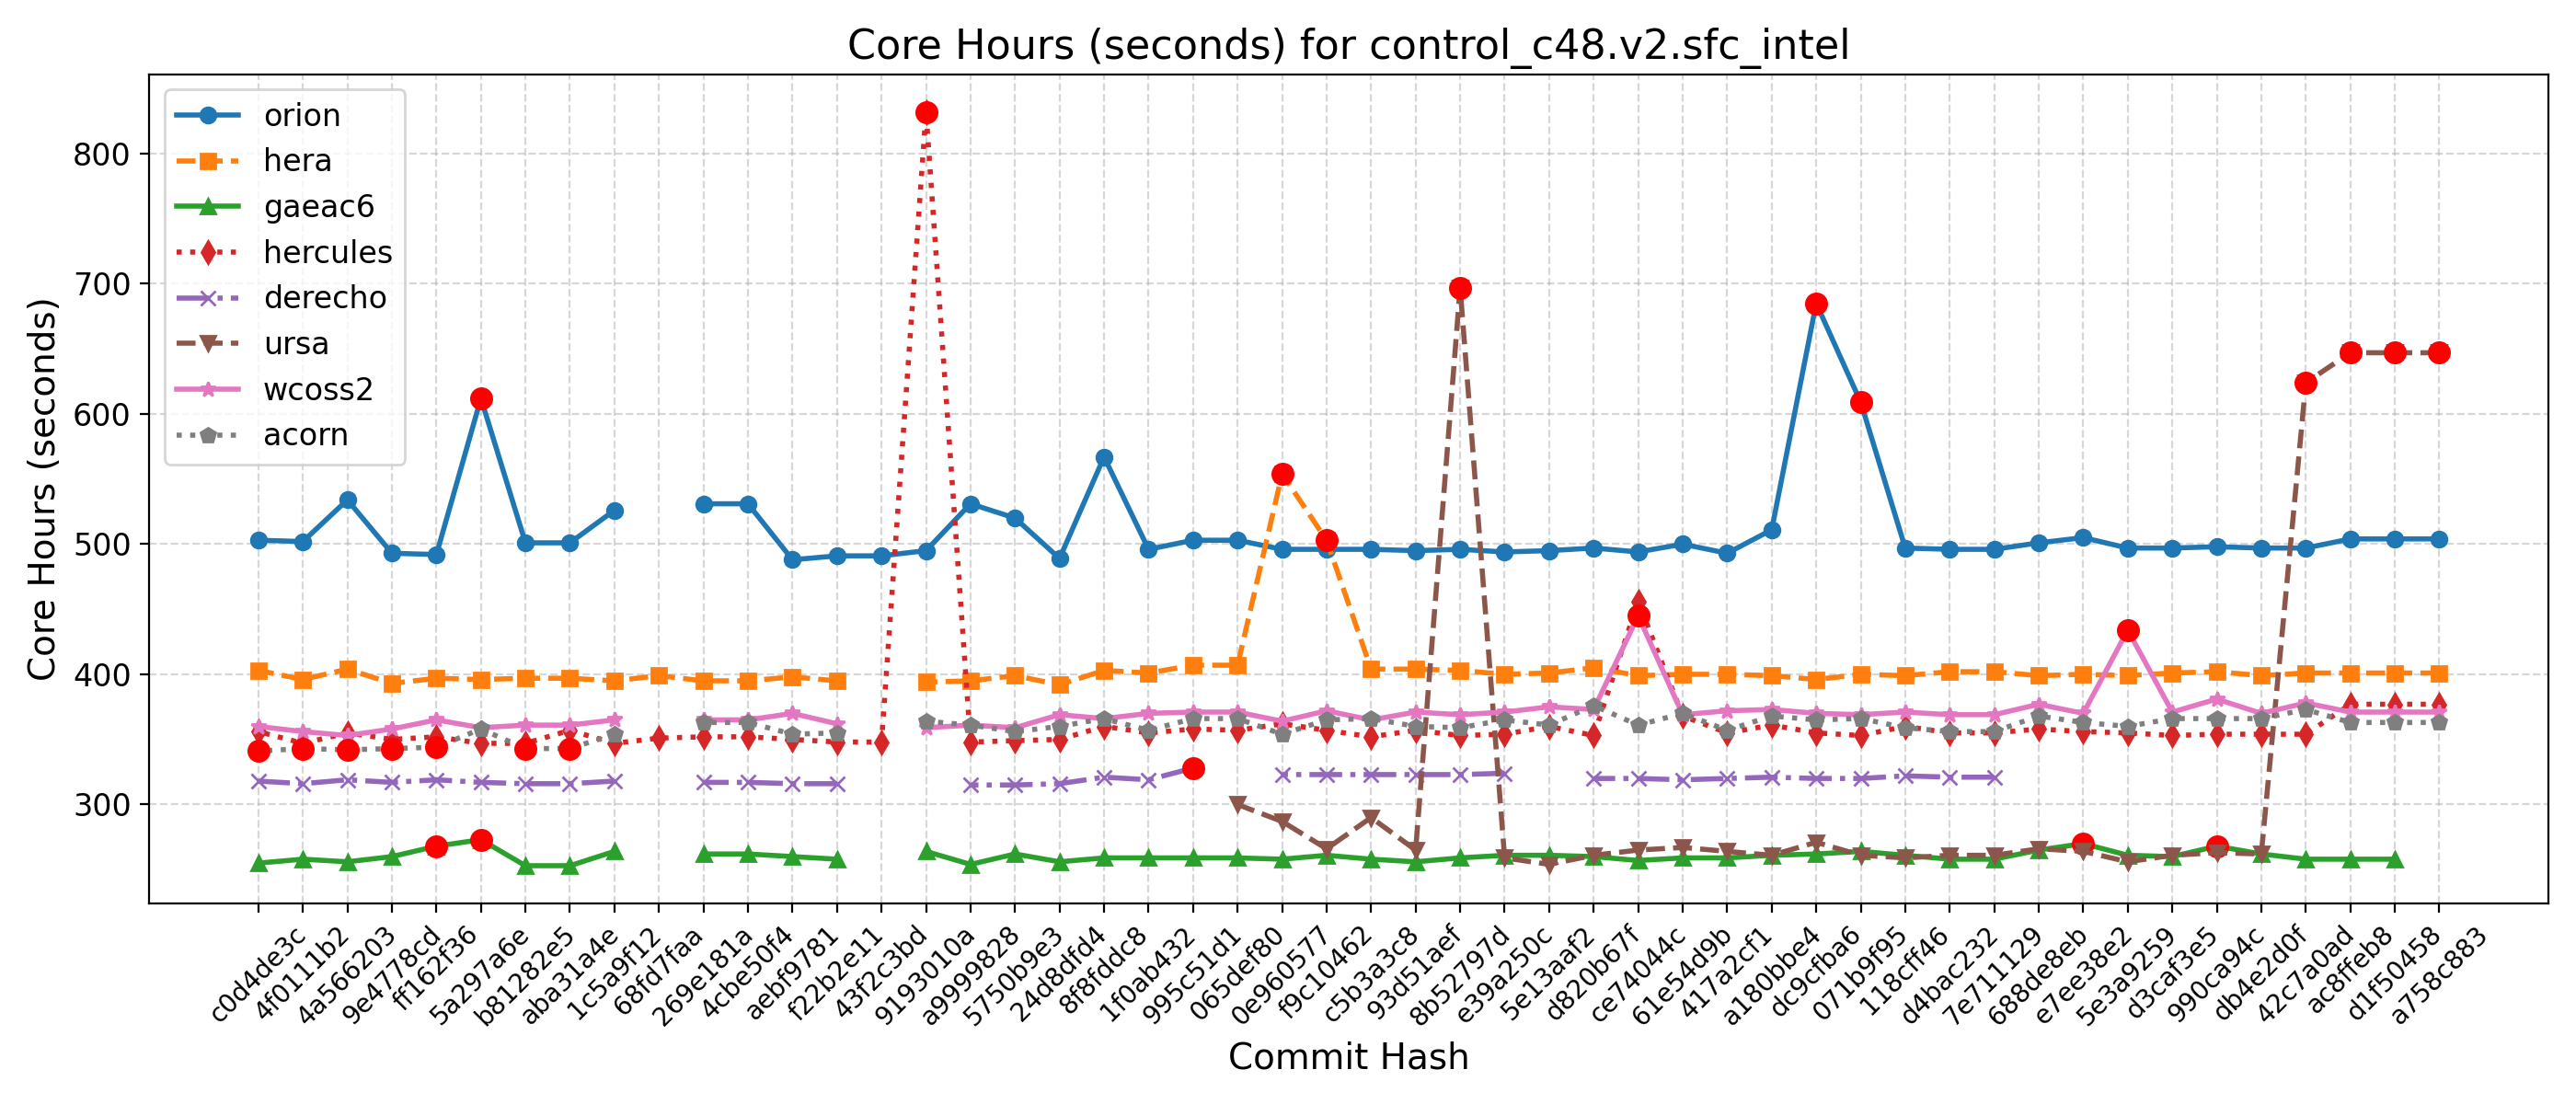 Core Hours (seconds) for control_c48.v2.sfc_intel
Core Hours (seconds)
800
700
600
500
400
300
orion
hera
gaeac6
hercules
derecho
ursa
wcoss2
acorn
c0d4de3c
4f0111b2
4a566203
9e4778cd
ff162f36
5a297a6e
b81282e5
aba31a4e
1c5a9f12
68fd7faa
269e181a
4cbe50f4
aebf9781
f22b2e11
43f2c3bd
9193010a
a9999828
5750b9e3
24d8dfd4
8f8fddc8
1f0ab432
995c51d1
065def80
0e960577
f9c10462
c5b3a3c8
93d51aef
8b52797d
e39a250c
5e13aaf2
d820b67f
ce74044c
61e54d9b
417a2cf1
a180bbe4
dc9cfba6
071b9f95
118cff46
d4bac232
7e711129
688de8eb
e7ee38e2
5e3a9259
d3caf3e5
990ca94c
db4e2d0f
42c7a0ad
ac8ffeb8
d1f50458
a758c883
Commit Hash